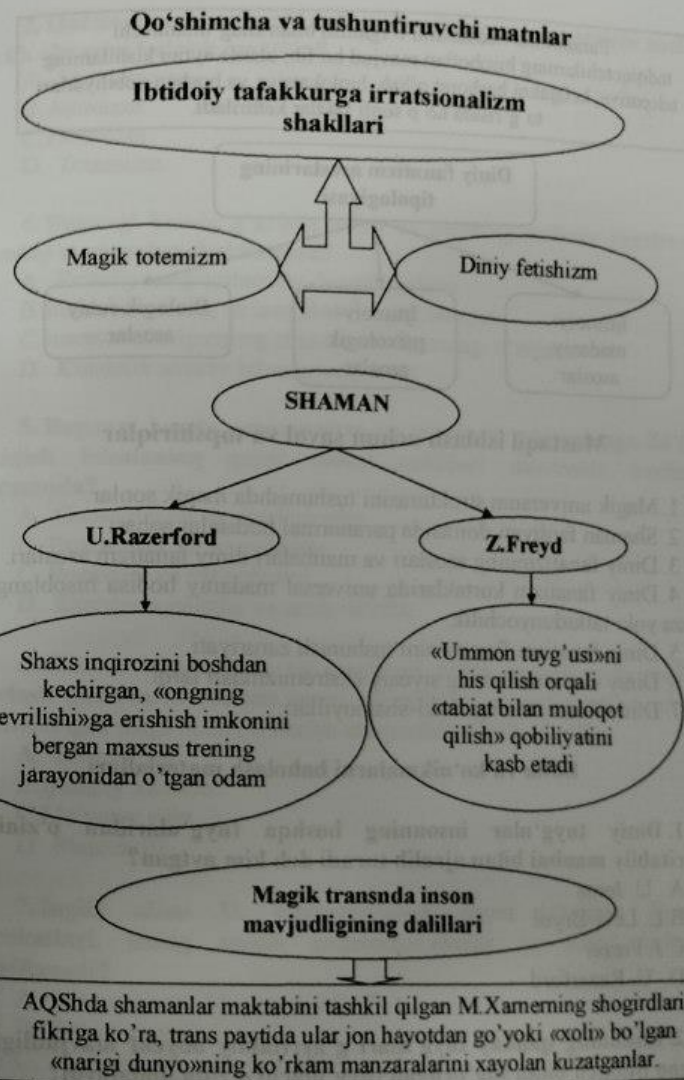 Qo‘shimcha va tushuntiruvchi matnlar
Ibtidoiy tafakkurga irratsionalizm
shakllari
Magik totemizm
Diniy fetishizm
SHAMAN
U.Razerford
Z.Freyd
Shaxs inqirozini boshdan
kechirgan, «ongning
evrilishi»ga erishish imkonini
bergan maxsus trening
jarayonidan o’tgan odam
«Ummon tuyg’usi»ni
his qilish orqali
«tabiat bilan muloqot
qilish» qobiliyatini
kasb etadi
Magik transnda inson
mavjudligining dalillari
AQShda shamanlar maktabini tashkil qilgan M.Xarnerning shogirdlari
fikriga ko’ra, trans paytida ular jon hayotdan go’yoki «xoli» bo’lgan
«narigi dunyo»ning ko’rkam manzaralarini xayolan kuzatganlar.